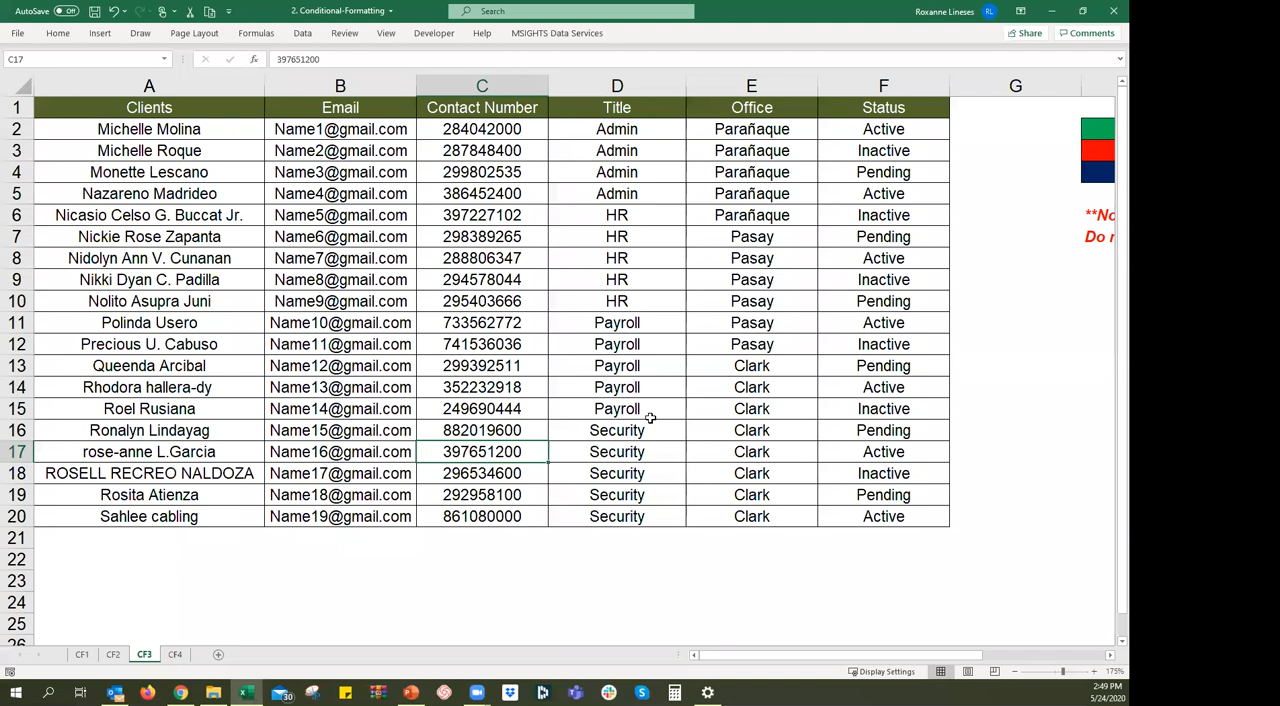 AutoSave Off 2. Conditional-Formatting Search Roxanne Lineses RL
File Home Insert Draw Page Layout Formulas Data Review View Developer Help MSIGHTS Data Services Share Comments
C17 fx 397651200
A B C D E F G
1 Clients Email Contact Number Title Office Status
2 Michelle Molina Name1@gmail.com 284042000 Admin Parañaque Active
3 Michelle Roque Name2@gmail.com 287848400 Admin Parañaque Inactive
4 Monette Lescano Name3@gmail.com 299802535 Admin Parañaque Pending
5 Nazareno Madrideo Name4@gmail.com 386452400 Admin Parañaque Active
6 Nicasio Celso G. Buccat Jr. Name5@gmail.com 397227102 HR Parañaque Inactive **No
7 Nickie Rose Zapanta Name6@gmail.com 298389265 HR Pasay Pending Do
8 Nidolyn Ann V. Cunanan Name7@gmail.com 288806347 HR Pasay Active
9 Nikki Dyan C. Padilla Name8@gmail.com 294578044 HR Pasay Inactive
10 Nolito Asupra Juni Name9@gmail.com 295403666 HR Pasay Pending
11 Polinda Usero Name10@gmail.com 733562772 Payroll Pasay Active
12 Precious U. Cabuso Name11@gmail.com 741536036 Payroll Pasay Inactive
13 Queenda Arcibal Name12@gmail.com 299392511 Payroll Clark Pending
14 Rhodora hallera-dy Name13@gmail.com 352232918 Payroll Clark Active
15 Roel Rusiana Name14@gmail.com 249690444 Payroll Clark Inactive
16 Ronalyn Lindayag Name15@gmail.com 882019600 Security Clark Pending
17 rose-anne L.Garcia Name16@gmail.com 397651200 Security Clark Active
18 ROSELL RECREO NALDOZA Name17@gmail.com 296534600 Security Clark Inactive
19 Rosita Atienza Name18@gmail.com 292958100 Security Clark Pending
20 Sahlee cabling Name19@gmail.com 861080000 Security Clark Active
21
22
23
24
25
26
CF1 CF2 CF3 CF4
Display Settings 175%
30 2:49 PM
5/24/2020